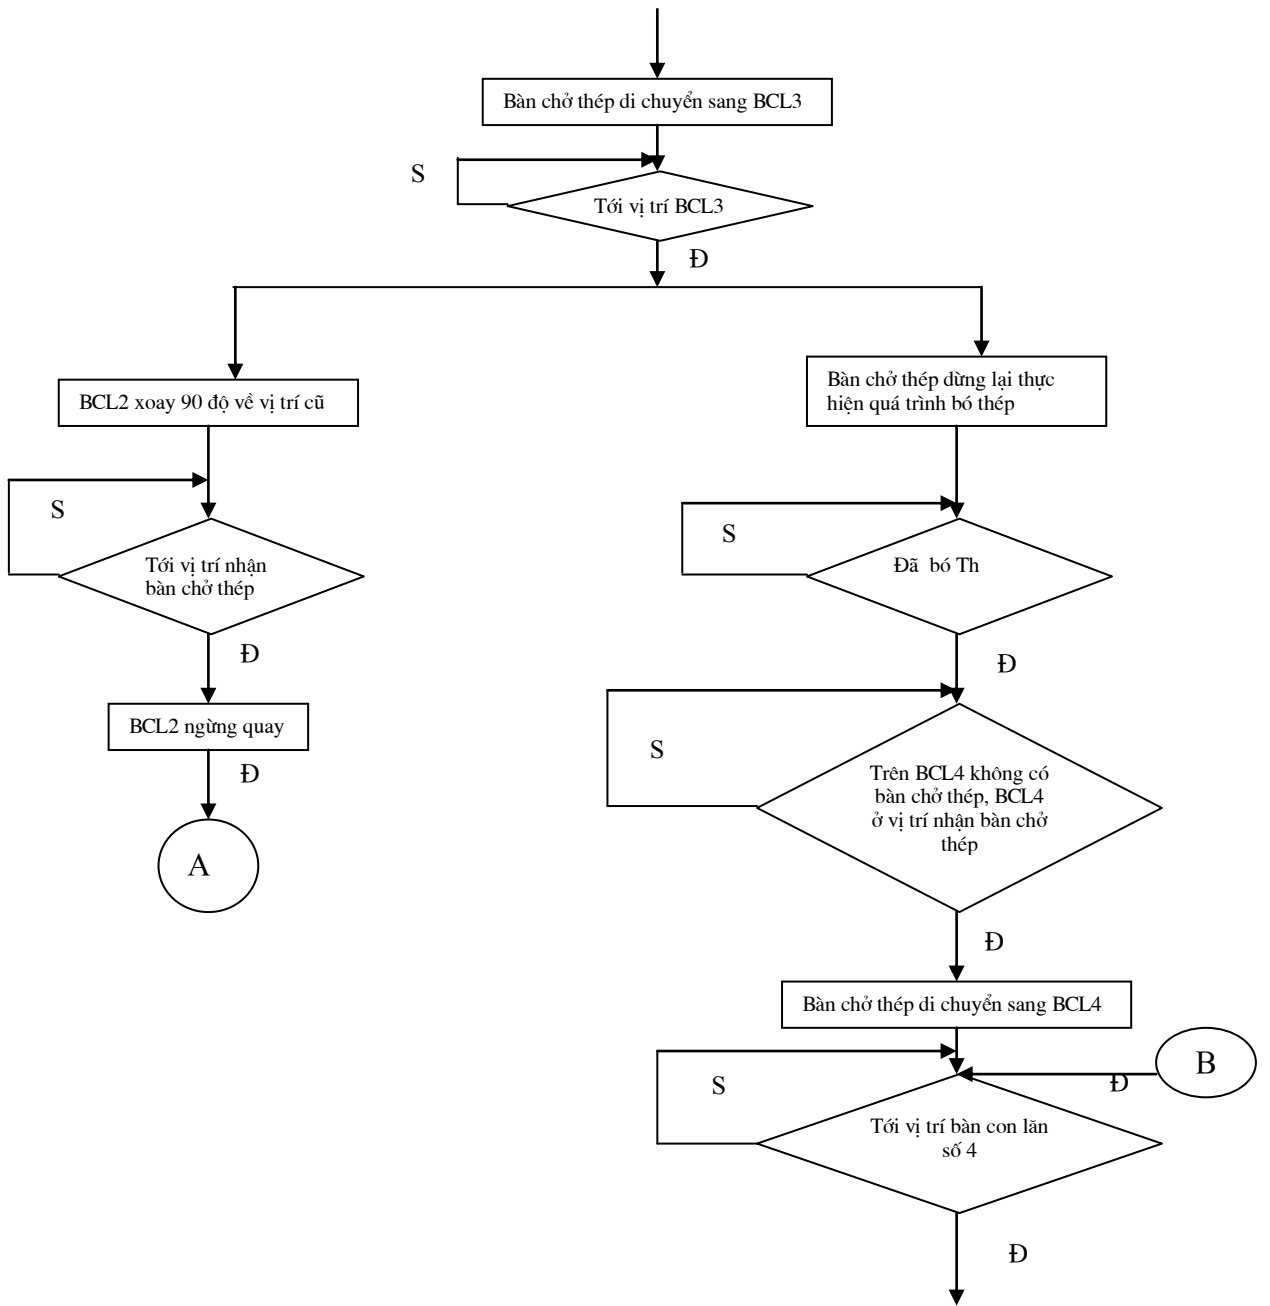 Bàn chở thép di chuyển sang BCL3
S
Tới vị trí BCL3
Đ
BCL2 xoay 90 độ về vị trí cũ
Bàn chở thép dừng lại thực
hiện quá trình bó thép
S
Tới vị trí nhận
bàn chở thép
Đ
BCL2 ngừng quay
Đ
A
S
Đã bó Th
Đ
S
Trên BCL4 không có
bàn chở thép, BCL4
ở vị trí nhận bàn chở
thép
Đ
Bàn chở thép di chuyển sang BCL4
B
S
Đ
Tới vị trí bàn con lăn
số 4
Đ